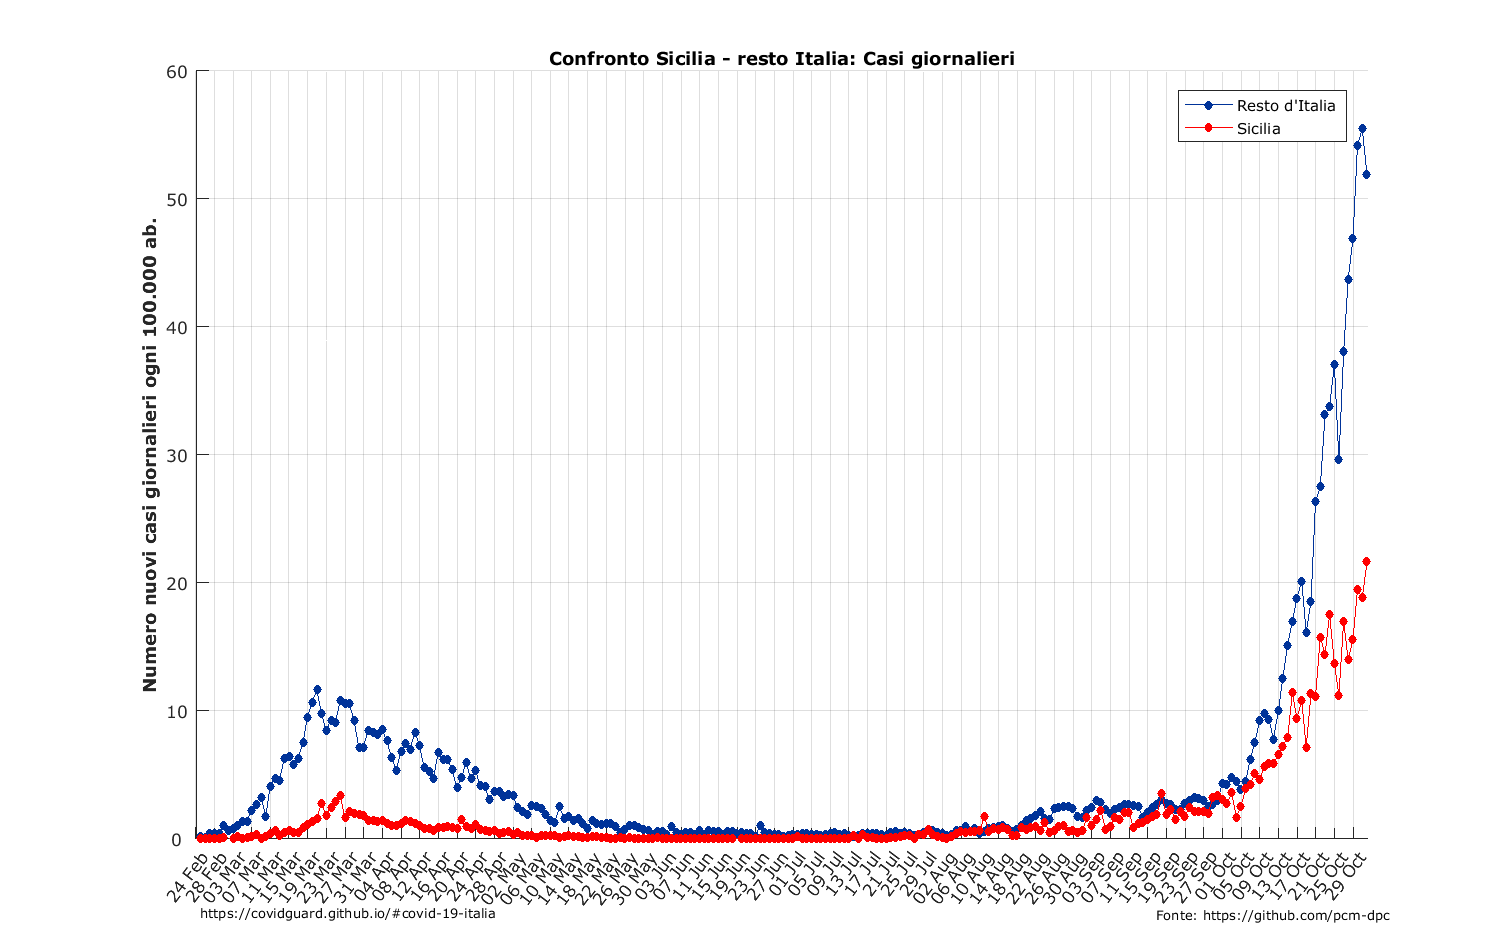 Confronto Sicilia - resto Italia: Casi giornalieri
Numero nuovi casi giornalieri ogni 100.000 ab.
60
50
40
30
20
10
0
Resto d'Italia
Sicilia
24 Feb
28 Feb
03 Mar
07 Mar
11 Mar
15 Mar
19 Mar
23 Mar
27 Mar
31 Mar
04 Apr
08 Apr
12 Apr
16 Apr
20 Apr
24 Apr
28 Apr
02 May
06 May
10 May
14 May
18 May
22 May
26 May
30 May
03 Jun
07 Jun
11 Jun
15 Jun
19 Jun
23 Jun
27 Jun
01 Jul
05 Jul
09 Jul
13 Jul
17 Jul
21 Jul
25 Jul
29 Jul
02 Aug
06 Aug
10 Aug
14 Aug
18 Aug
22 Aug
26 Aug
30 Aug
03 Sep
07 Sep
11 Sep
15 Sep
19 Sep
23 Sep
27 Sep
01 Oct
05 Oct
09 Oct
13 Oct
17 Oct
21 Oct
25 Oct
29 Oct
https://covidguard.github.io/#covid-19-italia
Fonte: https://github.com/pcm-dpc